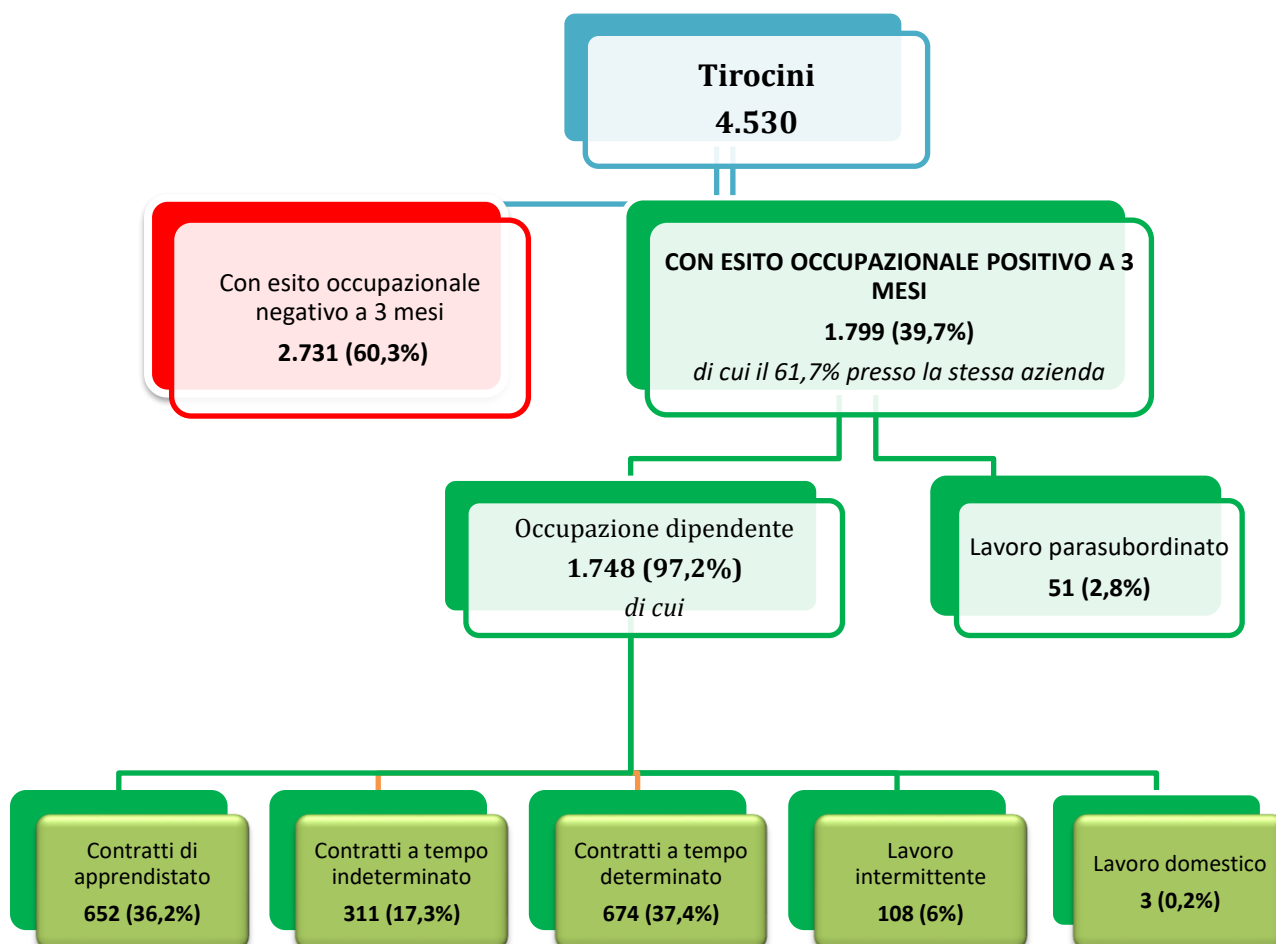 Tirocini
4.530
Con esito occupazionale
negativo a 3 mesi
2.731 (60,3%)
CON ESITO OCCUPAZIONALE POSITIVO A 3
MESI
1.799 (39,7%)
di cui il 61,7% presso la stessa azienda
Occupazione dipendente
1.748 (97,2%)
di cui
Lavoro parasubordinato
51 (2,8%)
Contratti di
apprendistato
652 (36,2%)
Contratti a tempo
indeterminato
311 (17,3%)
Contratti a tempo
determinato
674 (37,4%)
Lavoro
intermittente
108 (6%)
Lavoro domestico
3 (0,2%)